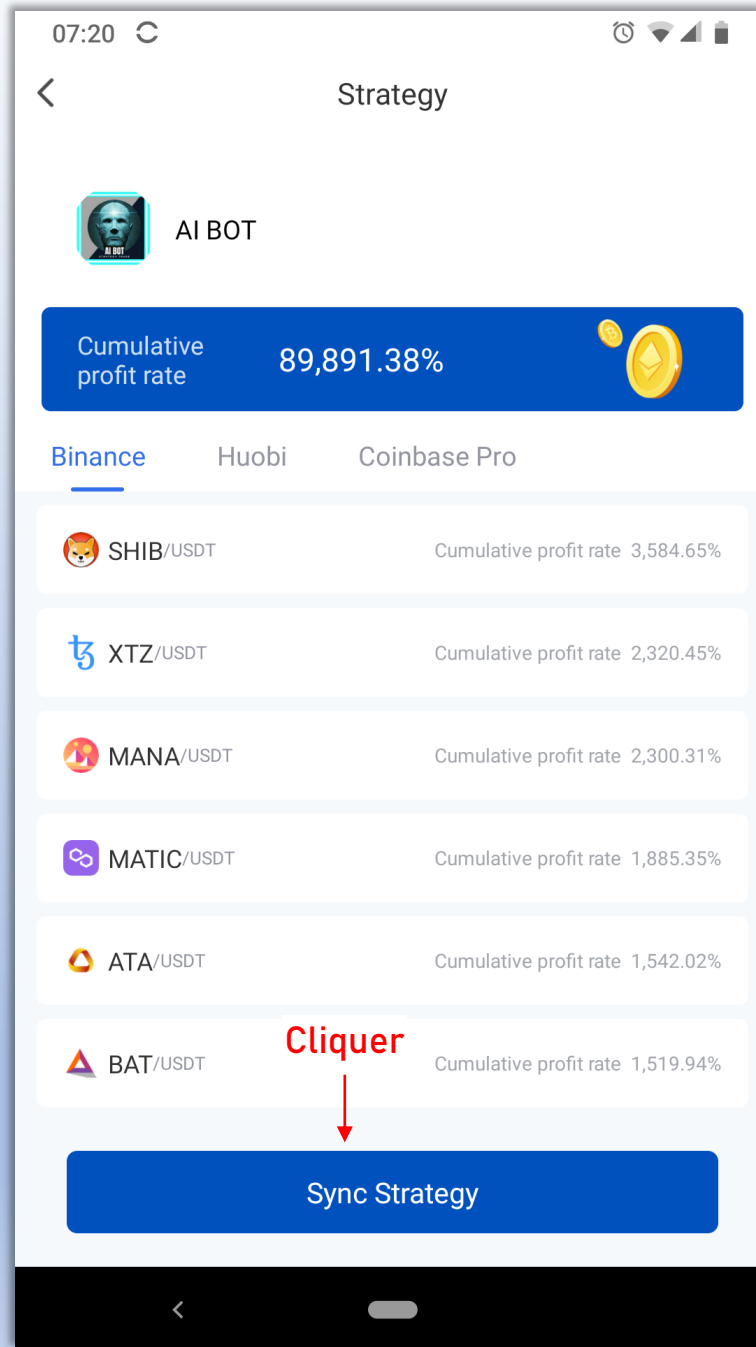 07:20
Strategy
AI BOT
AI BOT
Cumulative
profit rate
89,891.38%
Binance Huobi Coinbase Pro
SHIB/USDT Cumulative profit rate 3,584.65%
XTZ/USDT Cumulative profit rate 2,320.45%
MANA/USDT Cumulative profit rate 2,300.31%
MATIC/USDT Cumulative profit rate 1,885.35%
ATA/USDT Cumulative profit rate 1,542.02%
Cliquer
BAT/USDT Cumulative profit rate 1,519.94%
Sync Strategy